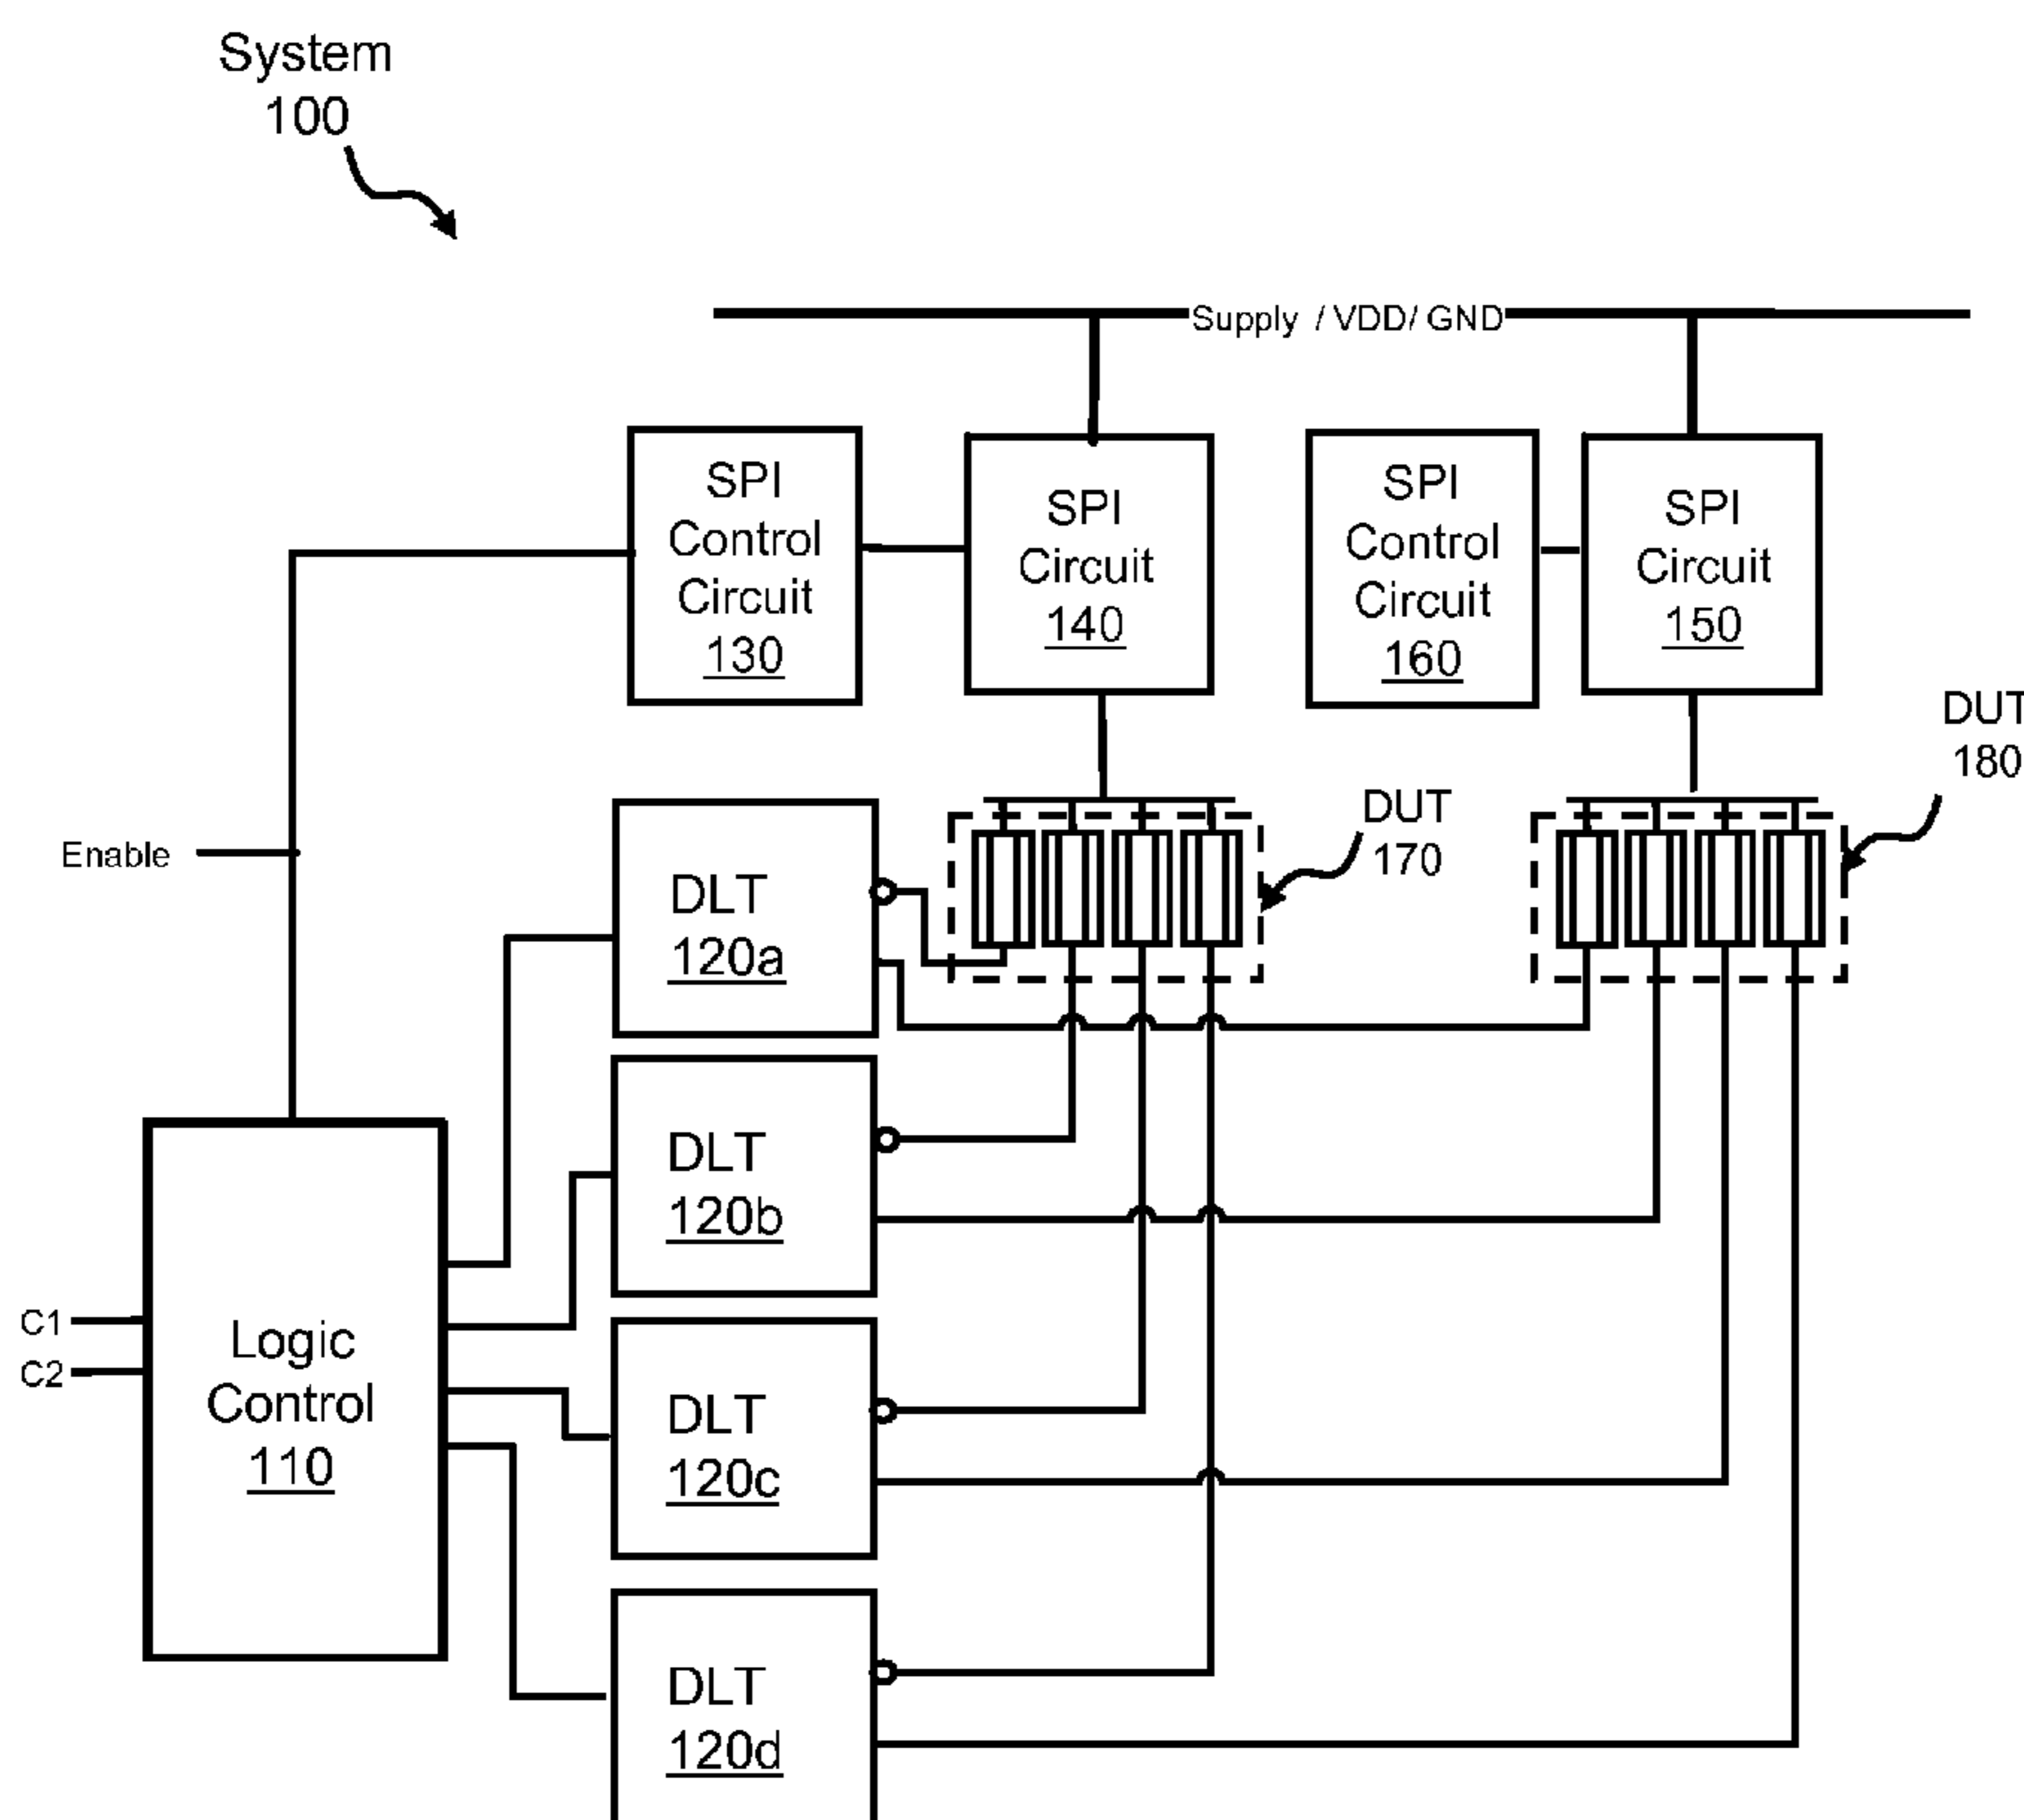 System
100
Supply / VDD/ GND
SPI
Control
Circuit
130
SPI
Circuit
140
SPI
Control
Circuit
160
SPI
Circuit
150
DUT
180
DUT
170
Enable
DLT
120a
DLT
120b
C1
C2
Logic
Control
110
DLT
120c
DLT
120d